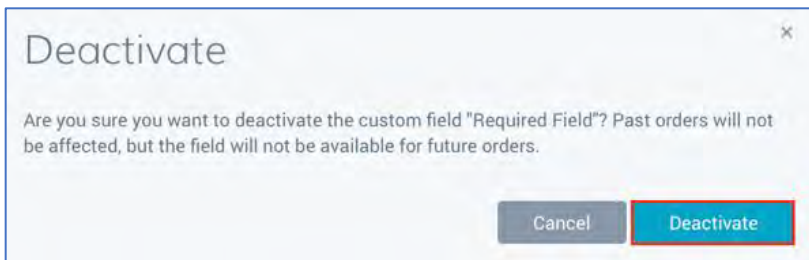 Deactivate
×
Are you sure you want to deactivate the custom field "Required Field"? Past orders will not
be affected, but the field will not be available for future orders.
Cancel
Deactivate